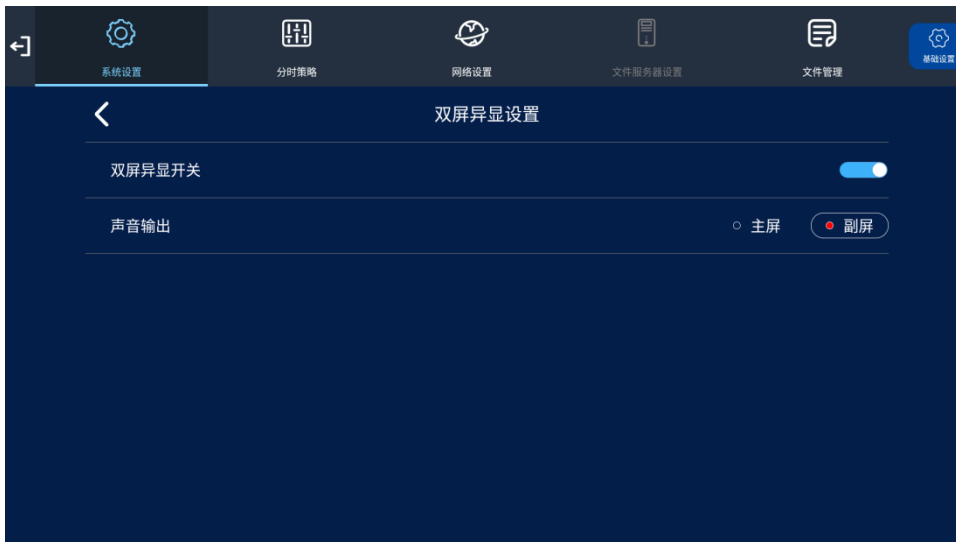 系统设置
分时策略
网络设置
文件服务器设置
文件管理
基础设置
双屏异显设置
双屏异显开关
声音输出 主屏 副屏